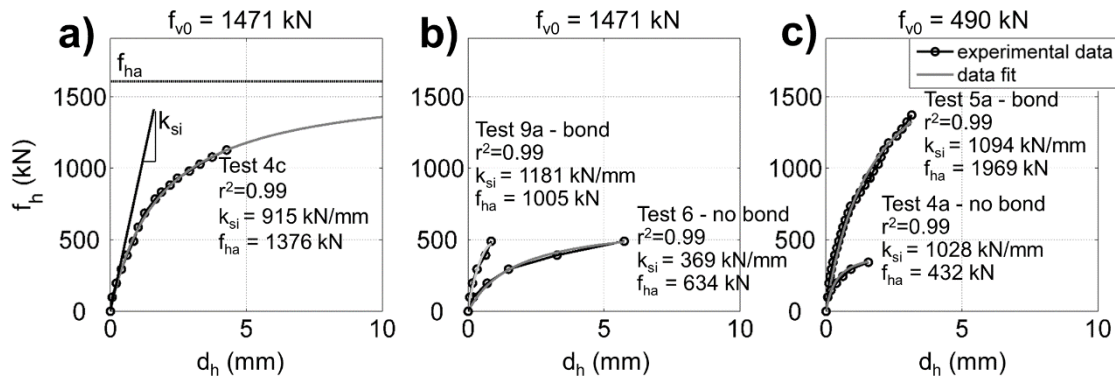 a)
f_v0 = 1471 kN
f_ha
k_si
Test 4c
r²=0.99
k_si = 915 kN/mm
f_ha = 1376 kN
1500
1000
500
0
f_h (kN)
0
5
10
d_h (mm)
b)
f_v0 = 1471 kN
Test 9a - bond
r²=0.99
k_si = 1181 kN/mm
f_ha = 1005 kN
Test 6 - no bond
r²=0.99
k_si = 369 kN/mm
f_ha = 634 kN
1500
1000
500
0
0
5
10
d_h (mm)
c)
f_v0 = 490 kN
experimental data
data fit
Test 5a - bond
r²=0.99
k_si = 1094 kN/mm
f_ha = 1969 kN
Test 4a - no bond
r²=0.99
k_si = 1028 kN/mm
f_ha = 432 kN
1500
1000
500
0
0
5
10
d_h (mm)